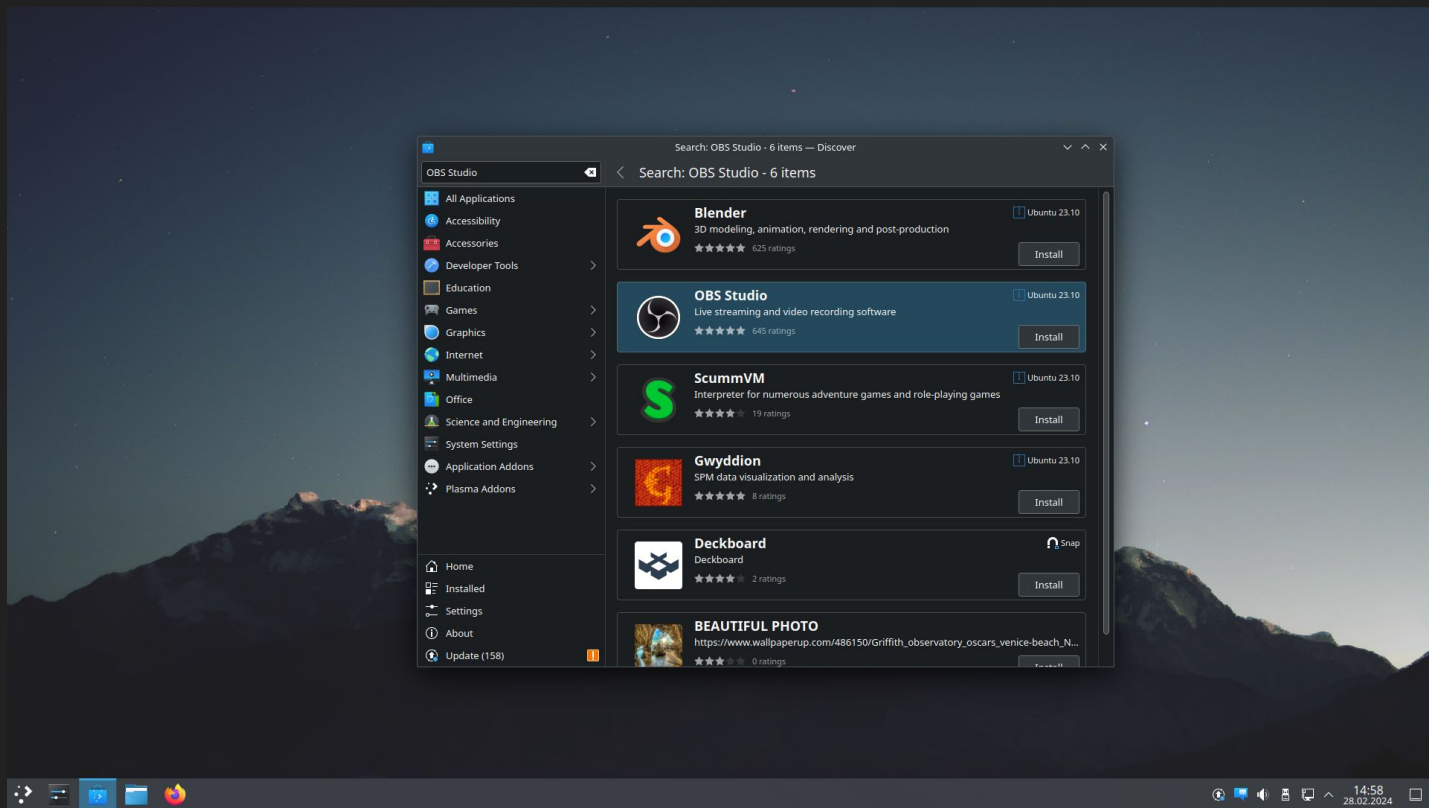 Search: OBS Studio - 6 items — Discover
OBS Studio
Search: OBS Studio - 6 items
All Applications
Accessibility
Accessories
Developer Tools
Education
Games
Graphics
Internet
Multimedia
Office
Science and Engineering
System Settings
Application Addons
Plasma Addons
Home
Installed
Settings
About
Update (158)
Blender
Ubuntu 23.10
3D modeling, animation, rendering and post-production
625 ratings
Install
OBS Studio
Ubuntu 23.10
Live streaming and video recording software
645 ratings
Install
ScummVM
Ubuntu 23.10
Interpreter for numerous adventure games and role-playing games
19 ratings
Install
Gwyddion
Ubuntu 23.10
SPM data visualization and analysis
8 ratings
Install
Deckboard
Snap
Deckboard
2 ratings
Install
BEAUTIFUL PHOTO
https://www.wallpaperup.com/486150/Griffith_observatory_oscars_venice-beach_N...
0 ratings
Install
14:58
28.02.2024